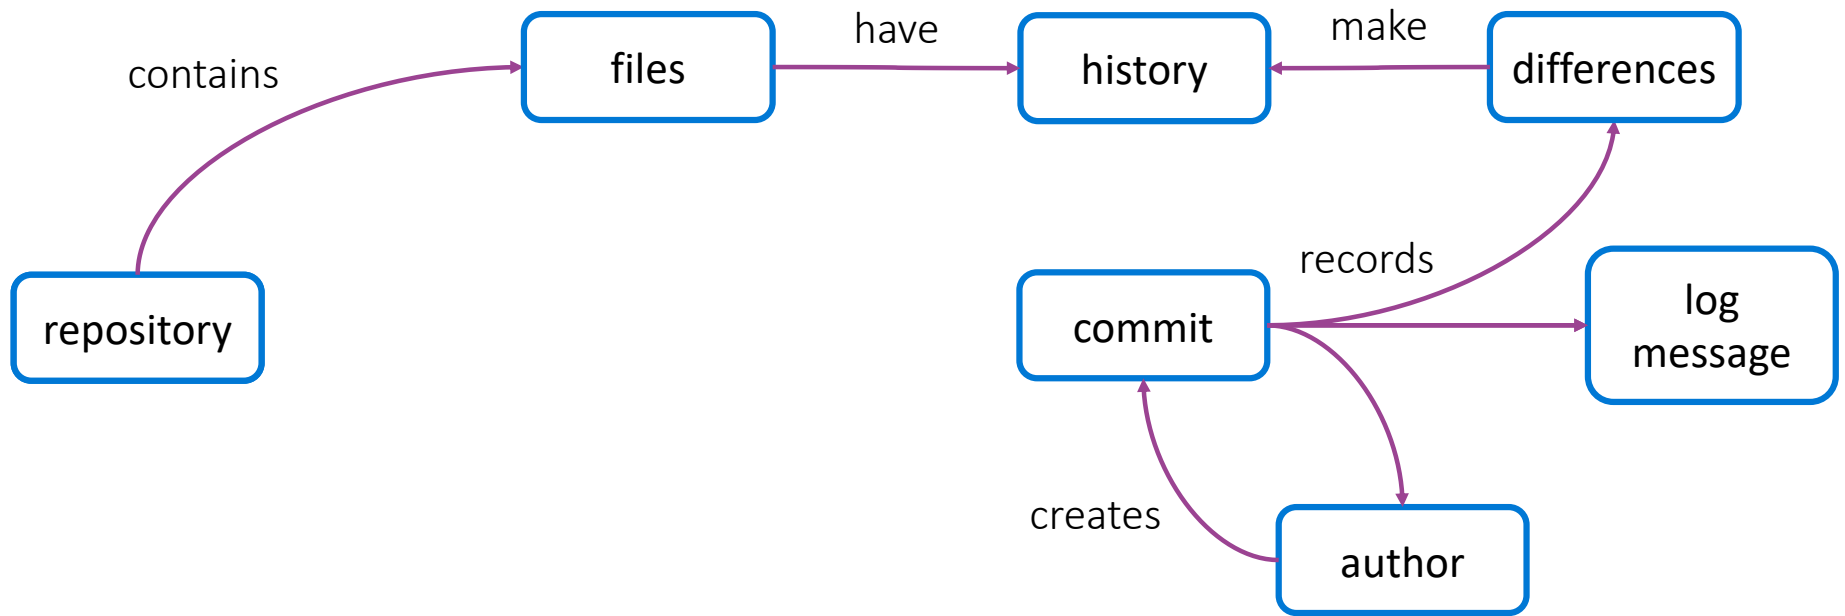 contains
files
have
history
make
differences
repository
commit
records
log
message
creates
author